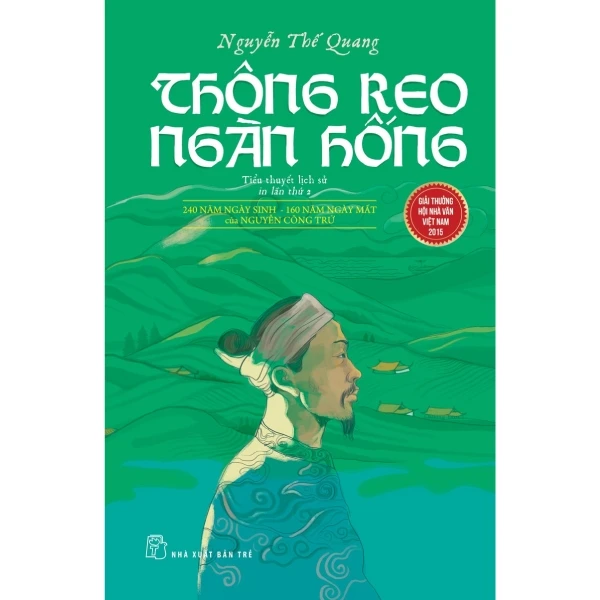 Nguyễn Thế Quang
THÔNG REO
NGÀN HỐNG
Tiểu thuyết lịch sử
in lần thứ 2
240 NĂM NGÀY SINH - 160 NĂM NGÀY MẤT
của NGUYỄN CÔNG TRỨ
GIẢI THƯỞNG
HỘI NHÀ VĂN
VIỆT NAM
2015
NHÀ XUẤT BẢN TRẺ